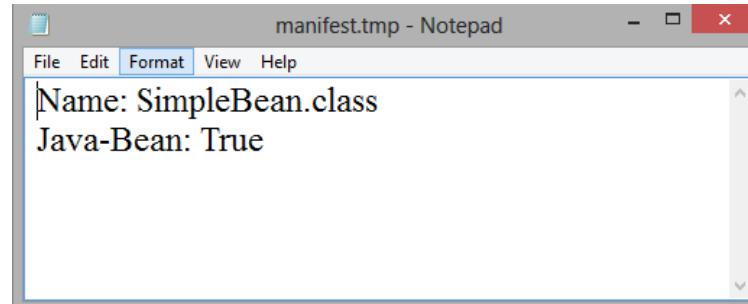 manifest.tmp - Notepad
File Edit Format View Help
Name: SimpleBean.class
Java-Bean: True